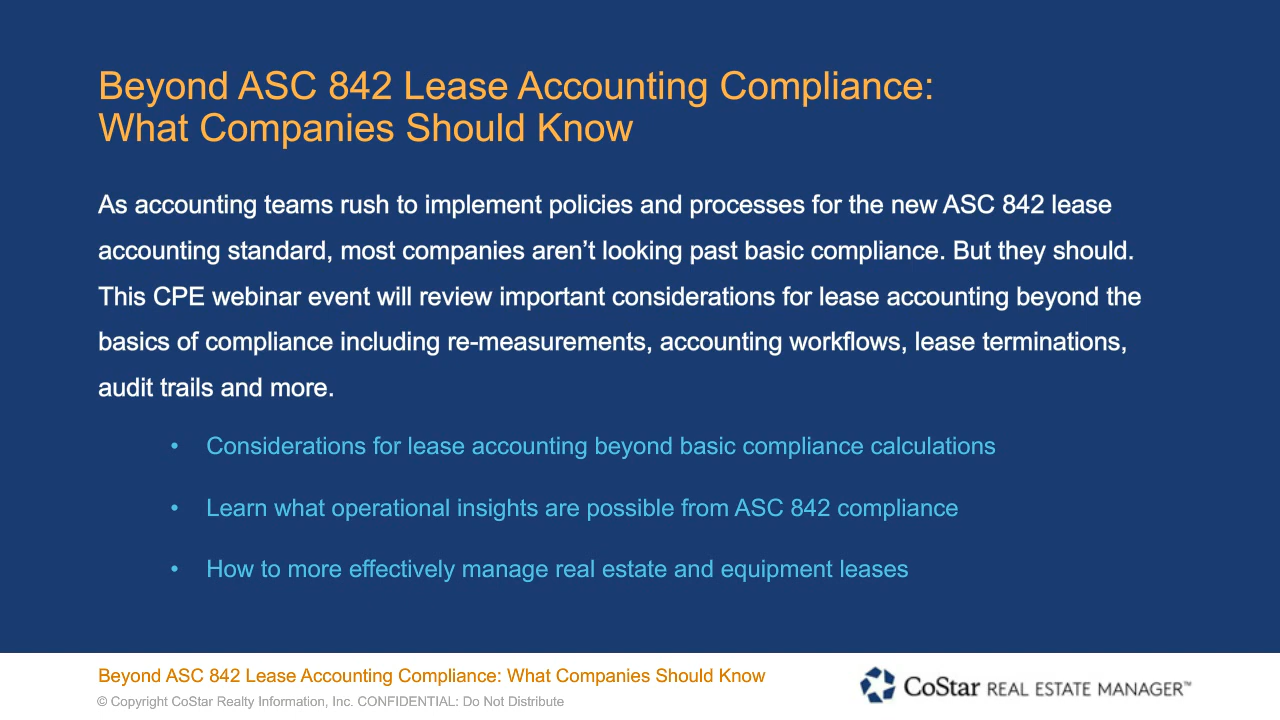 Beyond ASC 842 Lease Accounting Compliance:
What Companies Should Know
As accounting teams rush to implement policies and processes for the new ASC 842 lease
accounting standard, most companies aren’t looking past basic compliance. But they should.
This CPE webinar event will review important considerations for lease accounting beyond the
basics of compliance including re-measurements, accounting workflows, lease terminations,
audit trails and more.
• Considerations for lease accounting beyond basic compliance calculations
• Learn what operational insights are possible from ASC 842 compliance
• How to more effectively manage real estate and equipment leases
Beyond ASC 842 Lease Accounting Compliance: What Companies Should Know
© Copyright CoStar Realty Information, Inc. CONFIDENTIAL: Do Not Distribute
CoStar REAL ESTATE MANAGER™